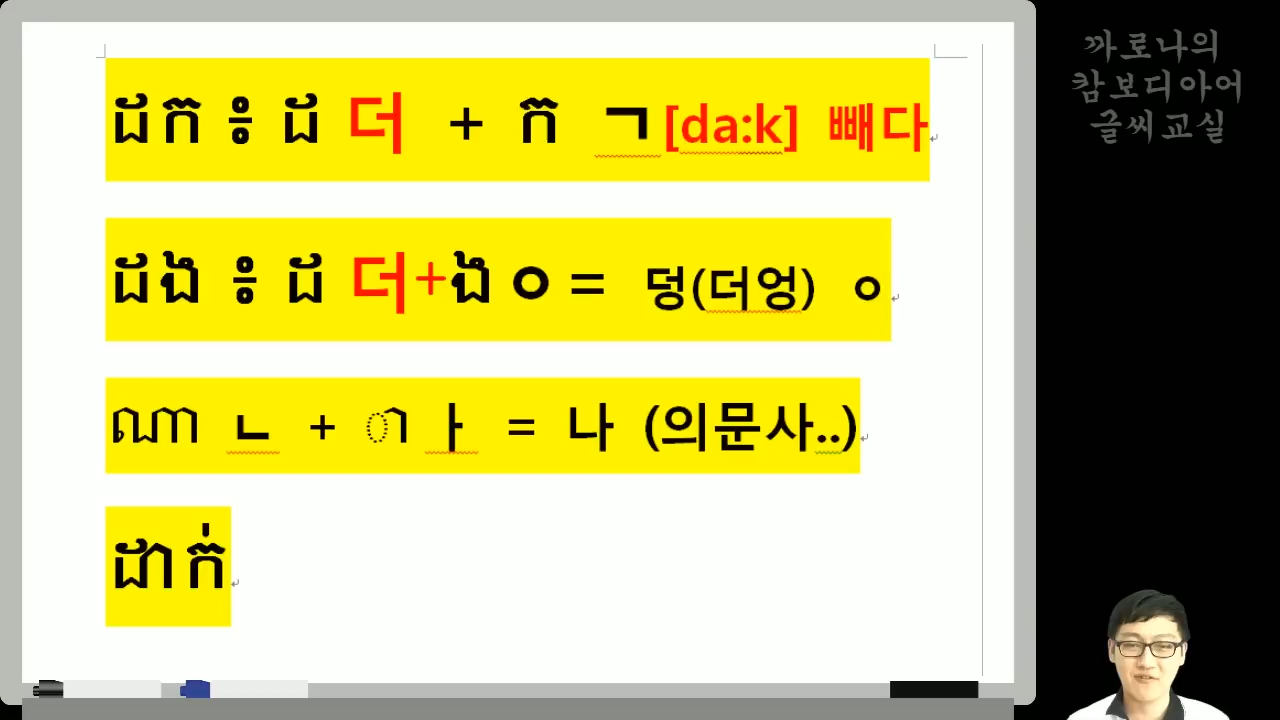 ដក ៖ ដ 더 + ក ㄱ[da:k] 빼다
ដង ៖ ដ 더+ង ㅇ= 덩(더엉) ㅇ
ណា ㄴ + ា ㅏ = 나 (의문사..)
ដាក់
까로나의
캄보디아어
글씨교실